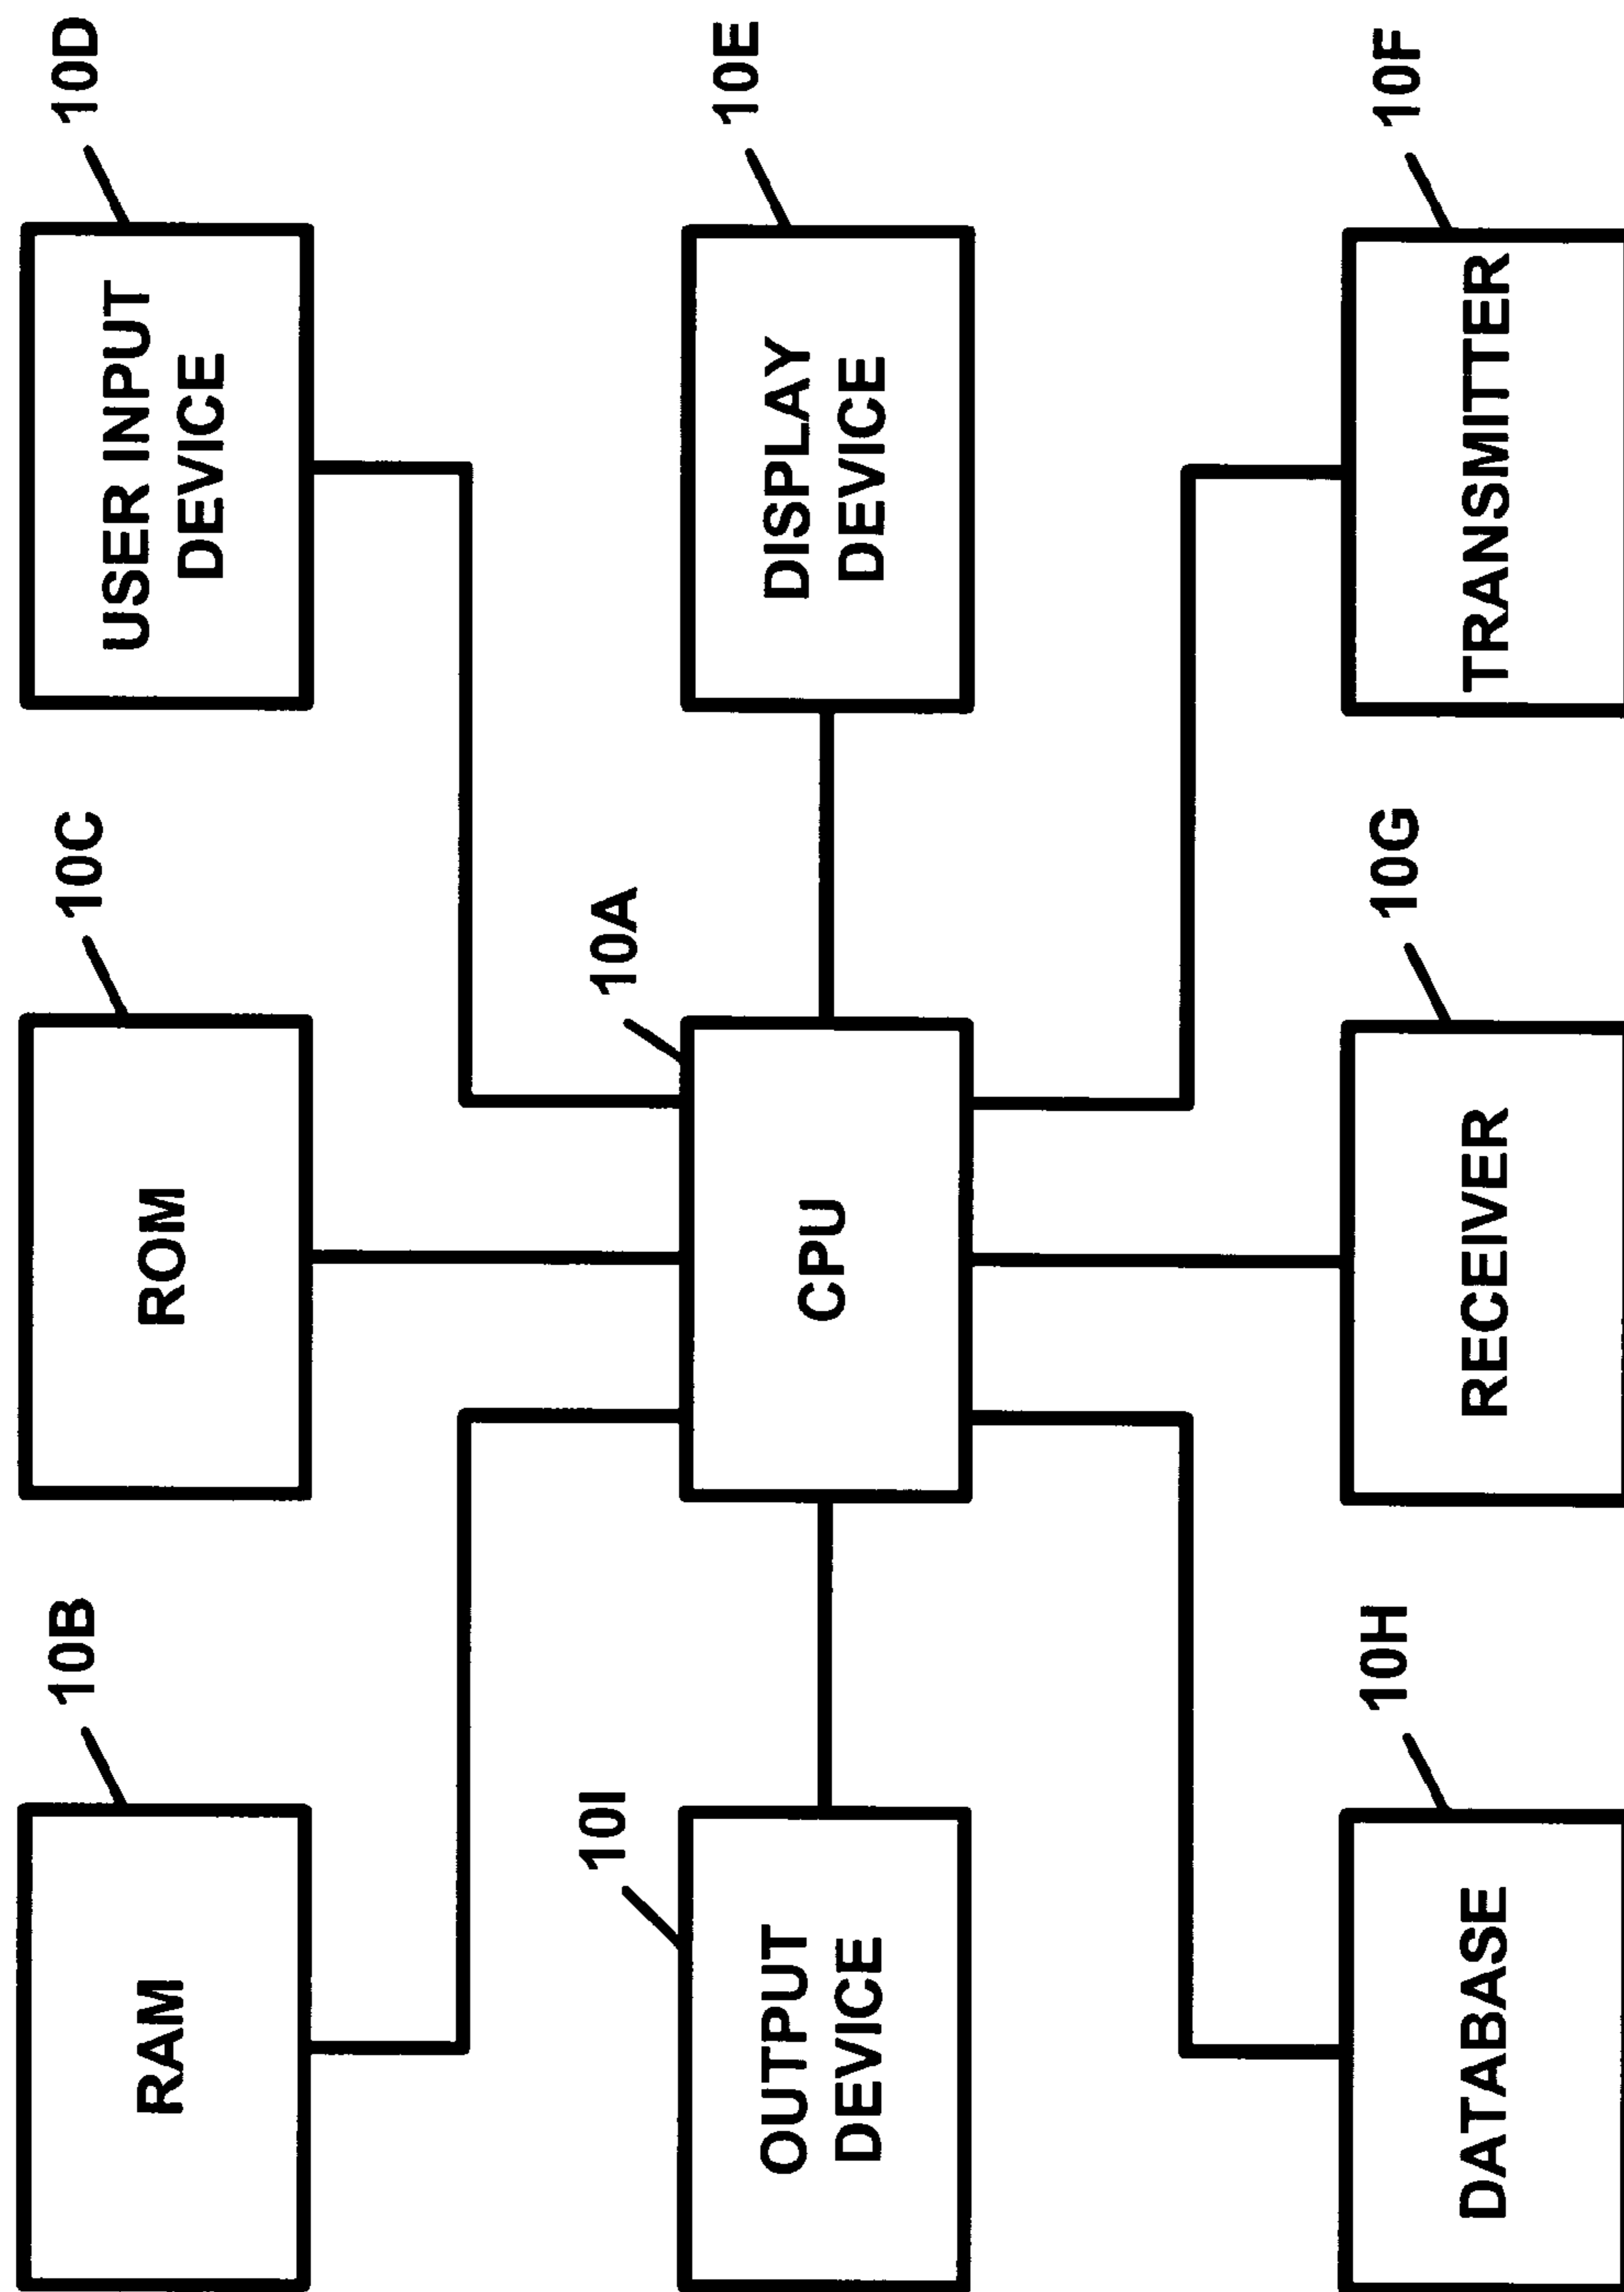 10B
RAM
10C
ROM
10D
USER INPUT
DEVICE
10I
OUTPUT
DEVICE
10A
CPU
10E
DISPLAY
DEVICE
10H
DATABASE
10G
RECEIVER
10F
TRANSMITTER